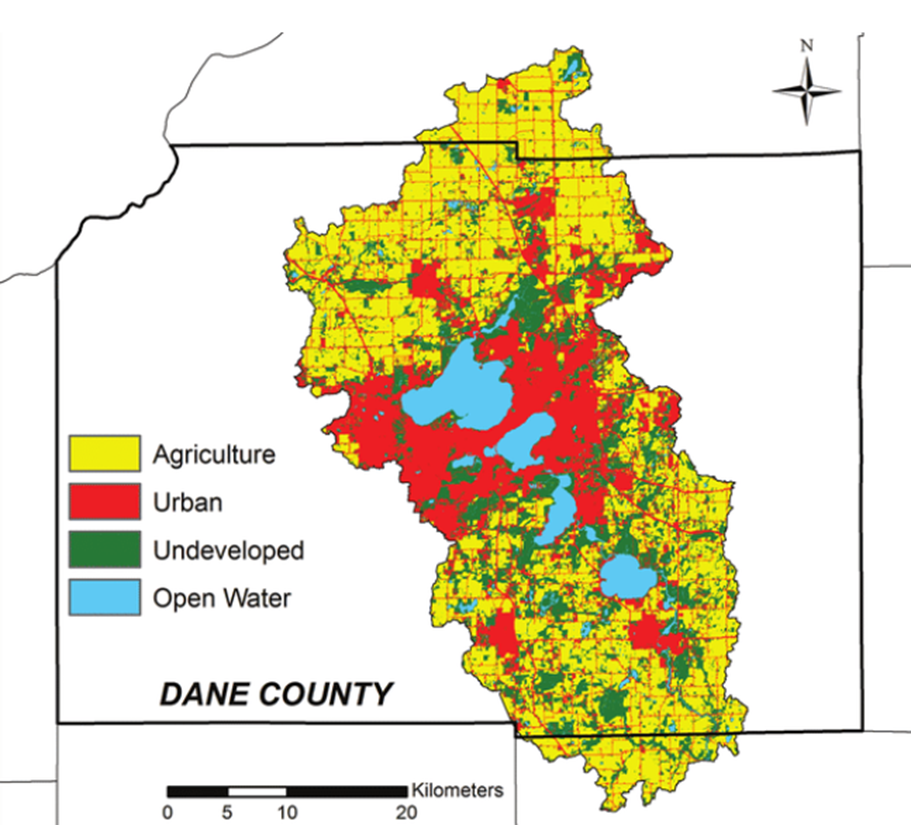 N
Agriculture
Urban
Undeveloped
Open Water
DANE COUNTY
Kilometers
0 5 10 20